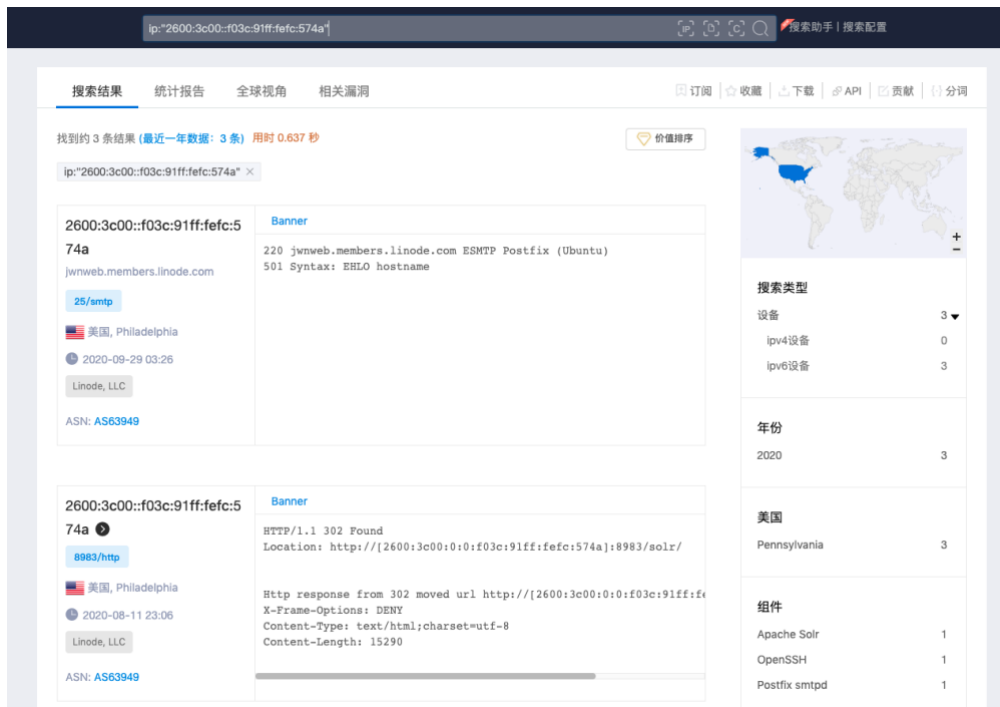 ip:"2600:3c00::f03c:91ff:fefc:574a"
IP D C 搜索助手 | 搜索配置
搜索结果 统计报告 全球视角 相关漏洞
订阅 收藏 下载 API 贡献 分词
找到约 3 条结果 (最近一年数据: 3 条) 用时 0.637 秒
价值排序
ip:"2600:3c00::f03c:91ff:fefc:574a" ×
2600:3c00::f03c:91ff:fefc:5
74a
jwnweb.members.linode.com
25/smtp
美国, Philadelphia
2020-09-29 03:26
Linode, LLC
ASN: AS63949
Banner
220 jwnweb.members.linode.com ESMTP Postfix (Ubuntu)
501 Syntax: EHLO hostname
2600:3c00::f03c:91ff:fefc:5
74a
8983/http
美国, Philadelphia
2020-08-11 23:06
Linode, LLC
ASN: AS63949
Banner
HTTP/1.1 302 Found
Location: http://[2600:3c00:0:0:f03c:91ff:fefc:574a]:8983/solr/
Http response from 302 moved url http://[2600:3c00:0:0:f03c:91ff:fe
X-Frame-Options: DENY
Content-Type: text/html;charset=utf-8
Content-Length: 15290
+
−
搜索类型
设备 3
ipv4设备 0
ipv6设备 3
年份
2020 3
美国
Pennsylvania 3
组件
Apache Solr 1
OpenSSH 1
Postfix smtpd 1